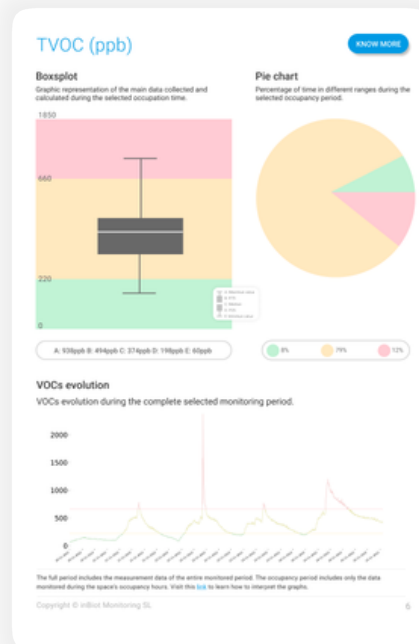 TVOC (ppb)
KNOW MORE
Boxsplot
Graphic representation of the main data collected and
calculated during the selected occupation time.
Pie chart
Percentage of time in different ranges during the
selected occupancy period.
1850
660
220
0
A: 938ppb B: 494ppb C: 374ppb D: 198ppb E: 60ppb
8%
79%
12%
VOCs evolution
VOCs evolution during the complete selected monitoring period.
2000
1500
1000
500
0
The full period includes the measurement data of the entire monitored period. The occupancy period includes only the data
monitored during the space's occupancy hours. Visit this link to learn how to interpret the graphs.
Copyright © inBiot Monitoring SL
6